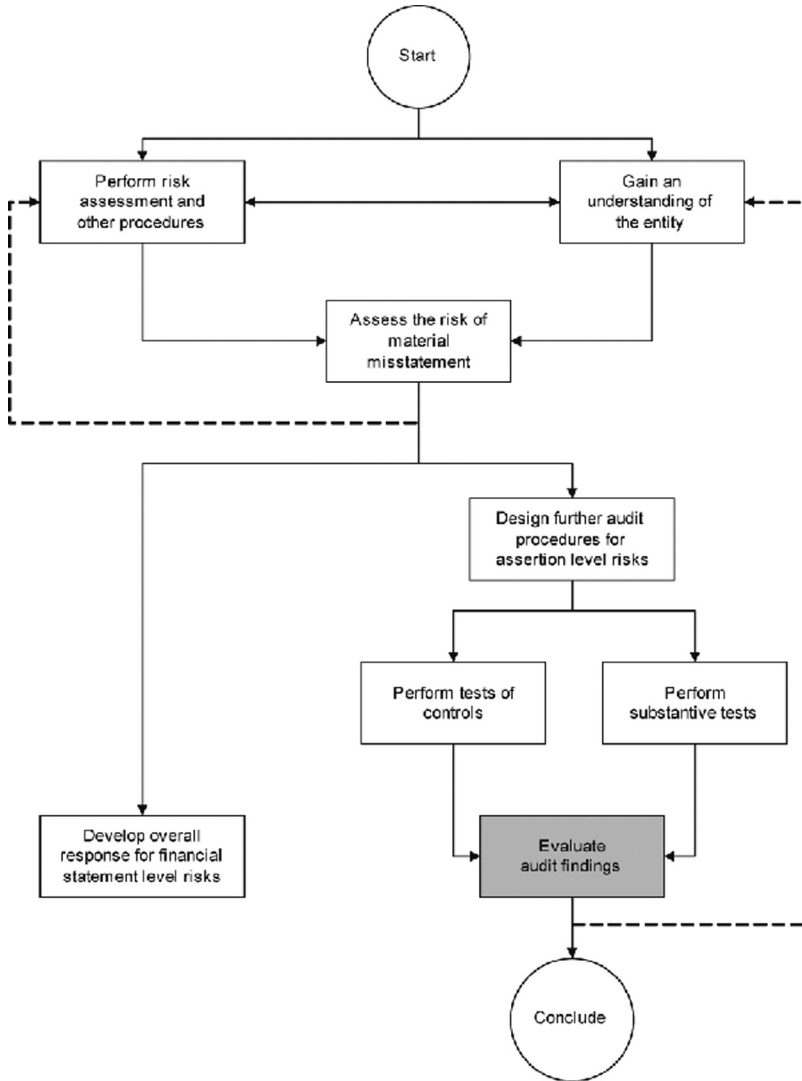 Start
Perform risk
assessment and
other procedures
Gain an
understanding of
the entity
Assess the risk of
material
misstatement
Design further audit
procedures for
assertion level risks
Perform tests of
controls
Perform
substantive tests
Develop overall
response for financial
statement level risks
Evaluate
audit findings
Conclude